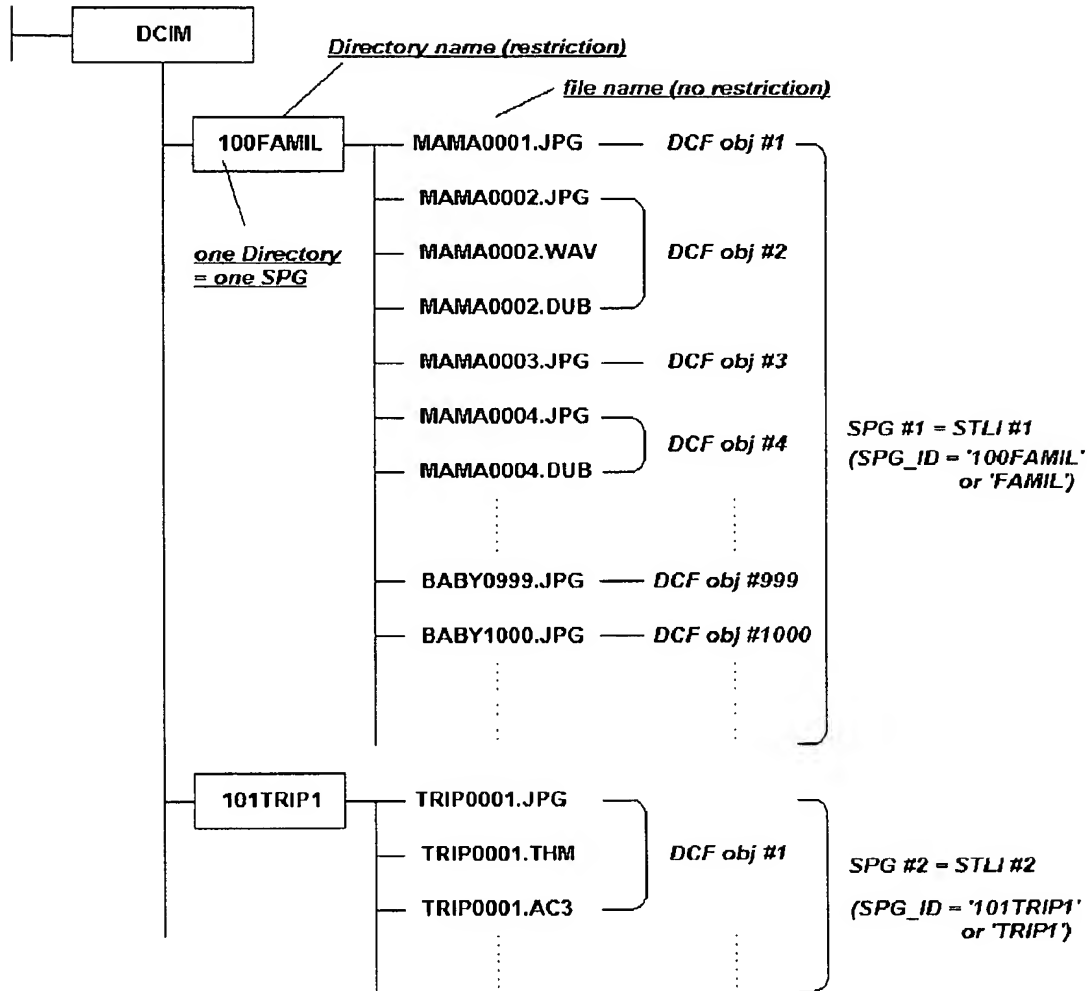 DCIM
Directory name (restriction)
file name (no restriction)
100FAMIL
MAMA0001.JPG
DCF obj #1
MAMA0002.JPG
one Directory
= one SPG
MAMA0002.WAV
DCF obj #2
MAMA0002.DUB
MAMA0003.JPG
DCF obj #3
MAMA0004.JPG
DCF obj #4
MAMA0004.DUB
SPG #1 = STLI #1
(SPG_ID = '100FAMIL'
or 'FAMIL')
BABY0999.JPG
DCF obj #999
BABY1000.JPG
DCF obj #1000
101TRIP1
TRIP0001.JPG
TRIP0001.THM
DCF obj #1
TRIP0001.AC3
SPG #2 = STLI #2
(SPG_ID = '101TRIP1'
or 'TRIP1')